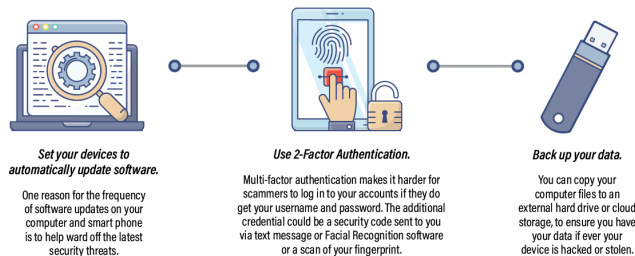 Set your devices to
automatically update software.
One reason for the frequency
of software updates on your
computer and smart phone
is to help ward off the latest
security threats.
Use 2-Factor Authentication.
Multi-factor authentication makes it harder for
scammers to log in to your accounts if they do
get your username and password. The additional
credential could be a security code sent to you
via text message or Facial Recognition software
or a scan of your fingerprint.
Back up your data.
You can copy your
computer files to an
external hard drive or cloud
storage, to ensure you have
your data if ever your
device is hacked or stolen.